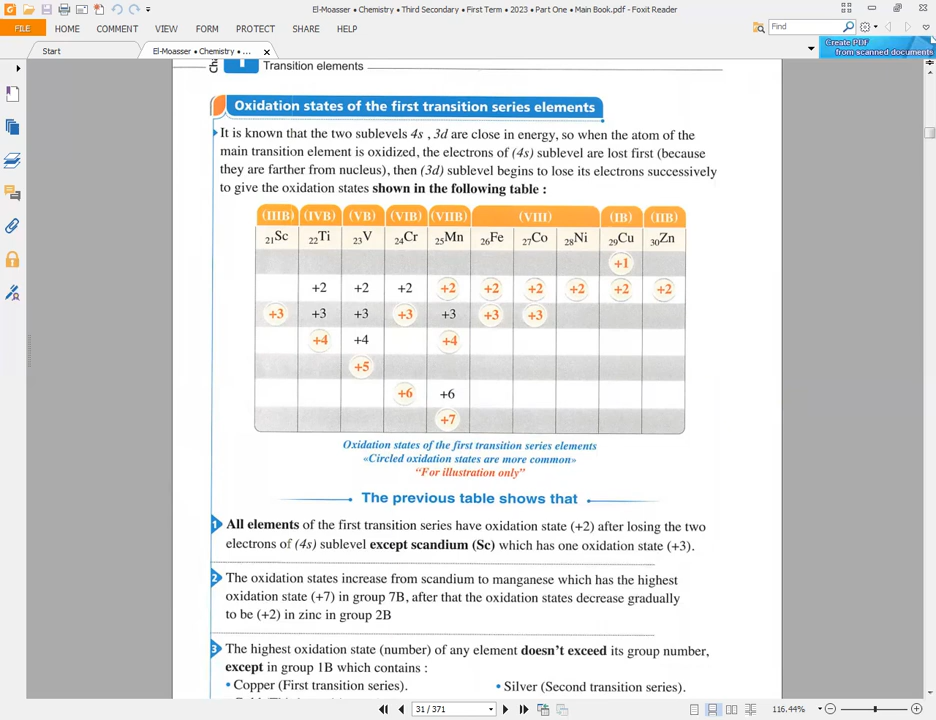 El-Moasser • Chemistry • Third Secondary • First Term • 2023 • Part One • Main Book.pdf - Foxit Reader
FILE HOME COMMENT VIEW FORM PROTECT SHARE HELP
Find
Start El-Moasser • Chemistry • ...
Create PDF
from scanned documents
1 Transition elements
Oxidation states of the first transition series elements
It is known that the two sublevels 4s , 3d are close in energy, so when the atom of the
main transition element is oxidized, the electrons of (4s) sublevel are lost first (because
they are farther from nucleus), then (3d) sublevel begins to lose its electrons successively
to give the oxidation states shown in the following table :
(IIIB) (IVB) (VB) (VIB) (VIIB) (VIII) (IB) (IIB)
21Sc 22Ti 23V 24Cr 25Mn 26Fe 27Co 28Ni 29Cu 30Zn
+1
+2 +2 +2 +2 +2 +2 +2 +2 +2
+3 +3 +3 +3 +3 +3 +3
+4 +4 +4
+5
+6 +6
+7
Oxidation states of the first transition series elements
«Circled oxidation states are more common»
“For illustration only”
The previous table shows that
1 All elements of the first transition series have oxidation state (+2) after losing the two
electrons of (4s) sublevel except scandium (Sc) which has one oxidation state (+3).
2 The oxidation states increase from scandium to manganese which has the highest
oxidation state (+7) in group 7B, after that the oxidation states decrease gradually
to be (+2) in zinc in group 2B
3 The highest oxidation state (number) of any element doesn't exceed its group number,
except in group 1B which contains :
• Copper (First transition series). • Silver (Second transition series).
31 / 371
116.44%